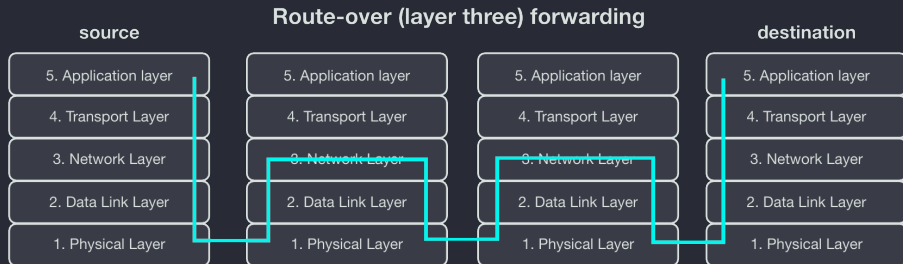 Route-over (layer three) forwarding
source
destination
5. Application layer
5. Application layer
5. Application layer
5. Application layer
4. Transport Layer
4. Transport Layer
4. Transport Layer
4. Transport Layer
3. Network Layer
3. Network Layer
3. Network Layer
3. Network Layer
2. Data Link Layer
2. Data Link Layer
2. Data Link Layer
2. Data Link Layer
1. Physical Layer
1. Physical Layer
1. Physical Layer
1. Physical Layer